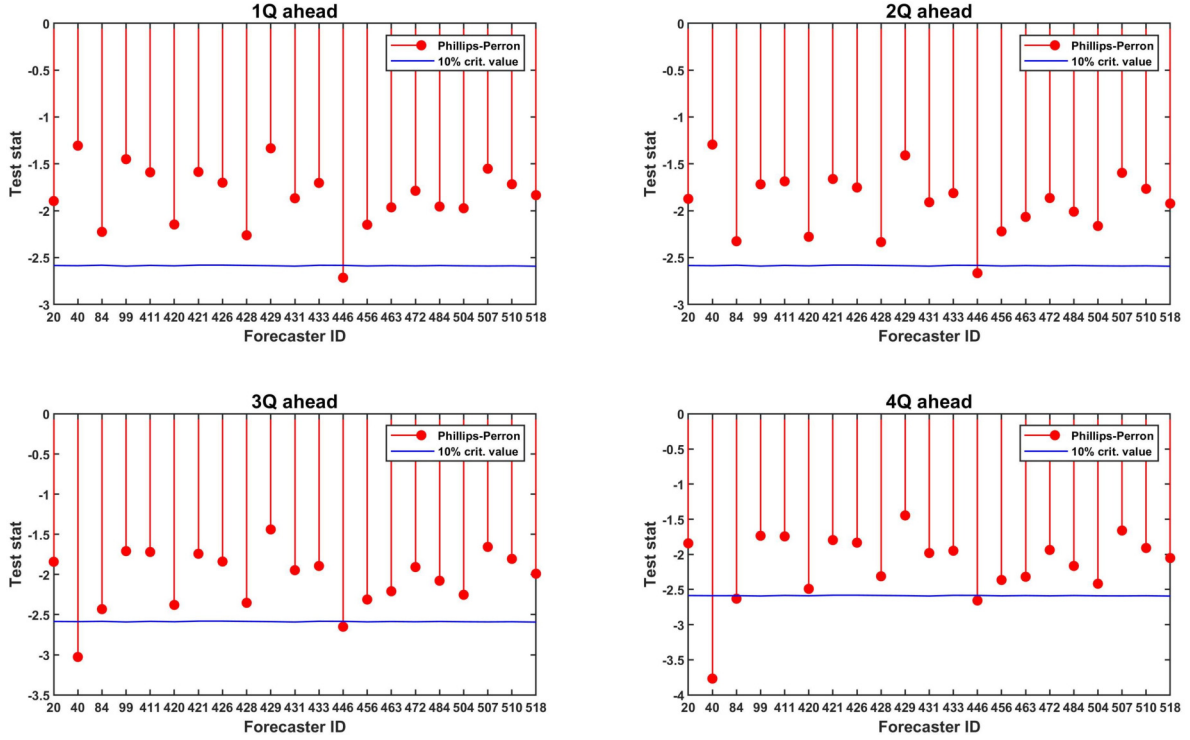 1Q ahead
0
-0.5
-1
-1.5
-2
-2.5
-3
Test stat
Phillips-Perron
10% crit. value
20 40 84 99 411 420 421 426 428 429 431 433 446 456 463 472 484 504 507 510 518
Forecaster ID
2Q ahead
0
-0.5
-1
-1.5
-2
-2.5
-3
Test stat
Phillips-Perron
10% crit. value
20 40 84 99 411 420 421 426 428 429 431 433 446 456 463 472 484 504 507 510 518
Forecaster ID
3Q ahead
0
-0.5
-1
-1.5
-2
-2.5
-3
-3.5
Test stat
Phillips-Perron
10% crit. value
20 40 84 99 411 420 421 426 428 429 431 433 446 456 463 472 484 504 507 510 518
Forecaster ID
4Q ahead
0
-0.5
-1
-1.5
-2
-2.5
-3
-3.5
-4
Test stat
Phillips-Perron
10% crit. value
20 40 84 99 411 420 421 426 428 429 431 433 446 456 463 472 484 504 507 510 518
Forecaster ID